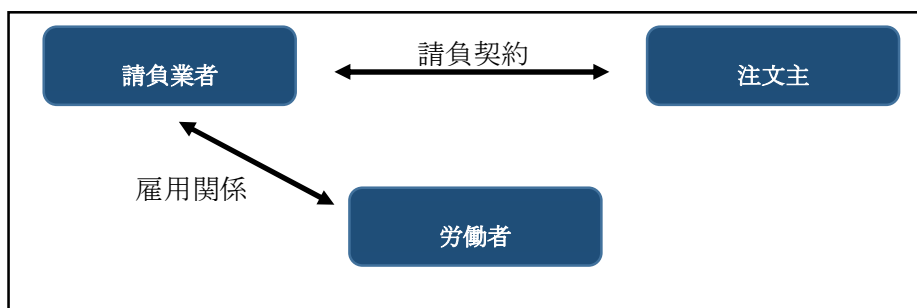 請負契約
請負業者
注文主
雇用関係
労働者